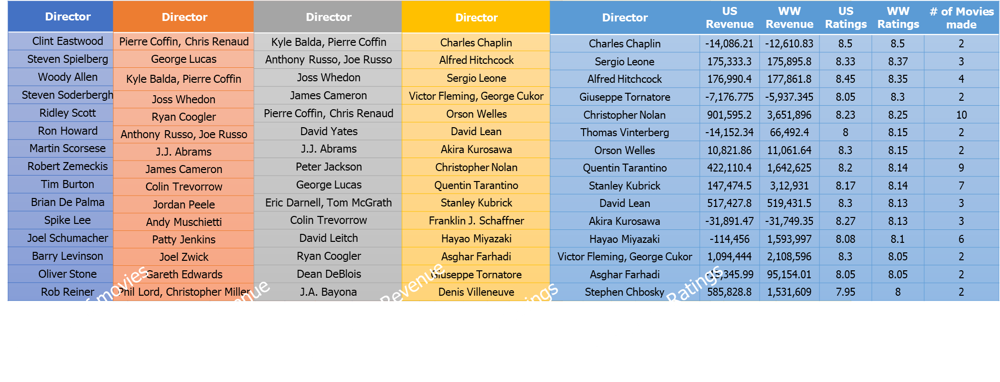 Director Director Director Director Director US Revenue WW Revenue US Ratings WW Ratings # of Movies made
Clint Eastwood Pierre Coffin, Chris Renaud Kyle Balda, Pierre Coffin Charles Chaplin Charles Chaplin -14,086.21 -12,610.83 8.5 8.5 2
Steven Spielberg George Lucas Anthony Russo, Joe Russo Alfred Hitchcock Sergio Leone 175,333.3 175,895.8 8.33 8.37 3
Woody Allen Kyle Balda, Pierre Coffin Joss Whedon Sergio Leone Alfred Hitchcock 176,990.4 177,861.8 8.45 8.35 4
Steven Soderbergh Joss Whedon James Cameron Victor Fleming, George Cukor Giuseppe Tornatore -7,176.775 -5,937.345 8.05 8.3 2
Ridley Scott Ryan Coogler Pierre Coffin, Chris Renaud Orson Welles Christopher Nolan 901,595.2 3,651,896 8.23 8.25 10
Ron Howard Anthony Russo, Joe Russo David Yates David Lean Thomas Vinterberg -14,152.34 66,492.4 8 8.15 2
Martin Scorsese J.J. Abrams J.J. Abrams Akira Kurosawa Orson Welles 10,821.86 11,061.64 8.3 8.15 2
Robert Zemeckis James Cameron Peter Jackson Christopher Nolan Quentin Tarantino 422,110.4 1,642,625 8.2 8.14 9
Tim Burton Colin Trevorrow George Lucas Quentin Tarantino Stanley Kubrick 147,474.5 3,12,931 8.17 8.14 7
Brian De Palma Jordan Peele Eric Darnell, Tom McGrath Stanley Kubrick David Lean 517,427.8 519,431.5 8.3 8.13 3
Spike Lee Andy Muschietti Colin Trevorrow Franklin J. Schaffner Akira Kurosawa -31,891.47 -31,749.35 8.27 8.13 3
Joel Schumacher Patty Jenkins David Leitch Hayao Miyazaki Hayao Miyazaki -114,456 1,593,997 8.08 8.1 6
Barry Levinson Joel Zwick Ryan Coogler Asghar Farhadi Victor Fleming, George Cukor 1,094,444 2,108,596 8.3 8.05 2
Oliver Stone Gareth Edwards Dean DeBlois Giuseppe Tornatore Asghar Farhadi 95,154.01 8.05 8.05 2
Rob Reiner Phil Lord, Christopher Miller J.A. Bayona Denis Villeneuve Stephen Chbosky 585,828.8 1,531,609 7.95 8 2
movies
Revenue
Ratings